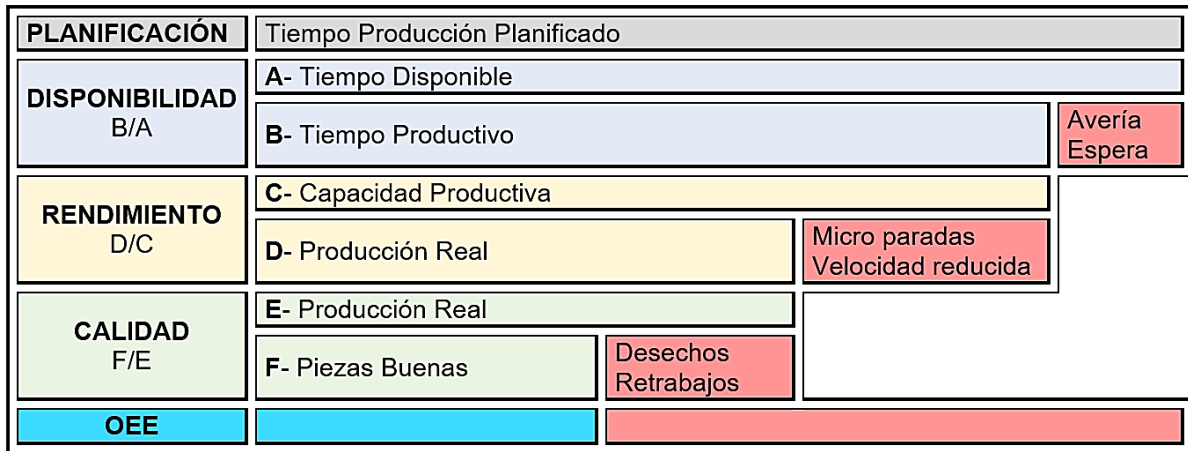 PLANIFICACIÓN
Tiempo Producción Planificado
DISPONIBILIDAD
B/A
A- Tiempo Disponible
B- Tiempo Productivo
Avería
Espera
RENDIMIENTO
D/C
C- Capacidad Productiva
D- Producción Real
Micro paradas
Velocidad reducida
CALIDAD
F/E
E- Producción Real
F- Piezas Buenas
Desechos
Retrabajos
OEE